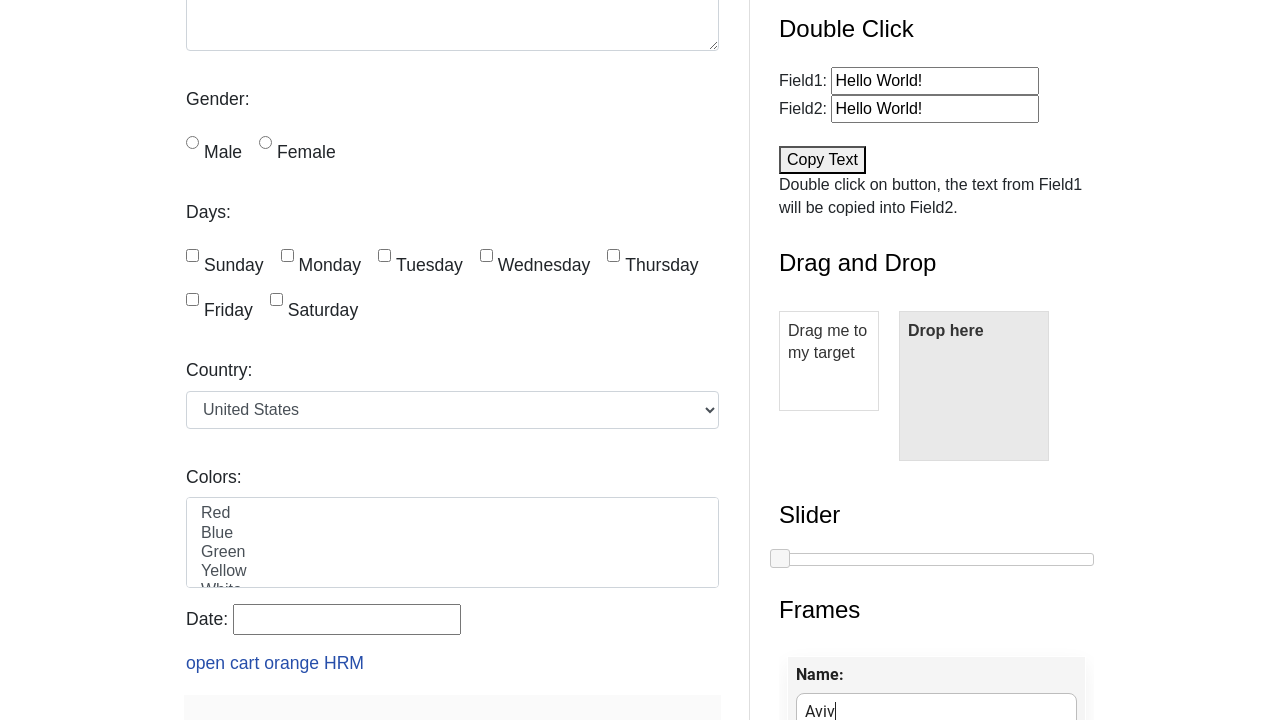 Gender:
Male Female
Days:
Sunday Monday Tuesday Wednesday Thursday
Friday Saturday
Country:
United States
Colors:
Red
Blue
Green
Yellow
White
Date:
open cart orange HRM
Double Click
Field1: Hello World!
Field2: Hello World!
Copy Text
Double click on button, the text from Field1
will be copied into Field2.
Drag and Drop
Drag me to
my target
Drop here
Slider
Frames
Name:
Aviv